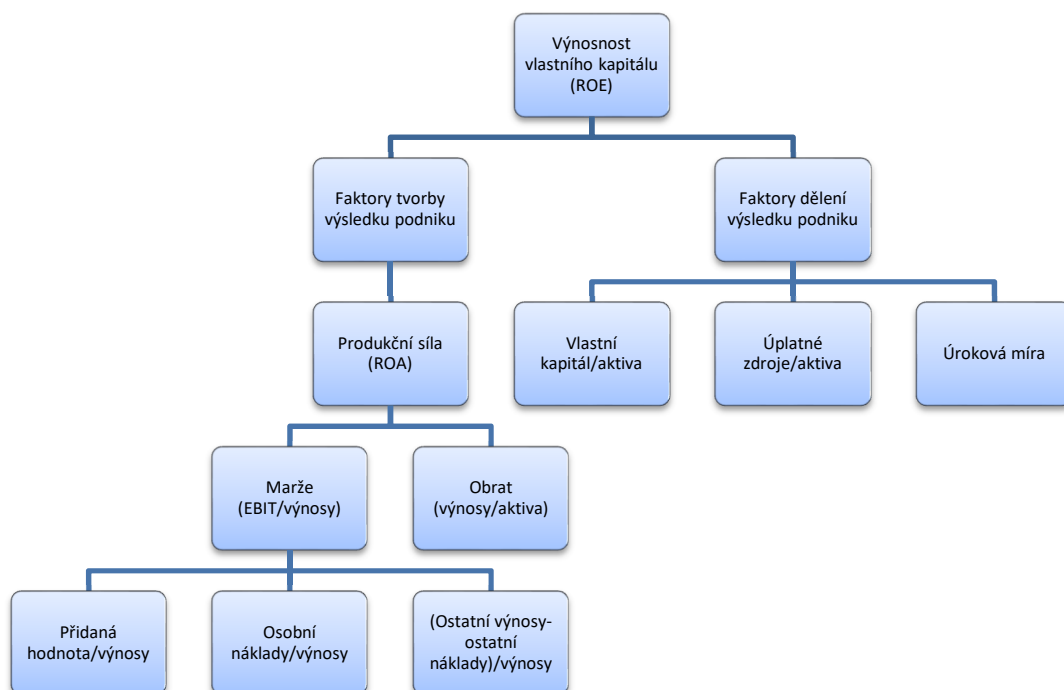 Výnosnost
vlastního kapitálu
(ROE)
Faktory tvorby
výsledku podniku
Faktory dělení
výsledku podniku
Produkční síla
(ROA)
Vlastní
kapitál/aktiva
Úplatné
zdroje/aktiva
Úroková míra
Marže
(EBIT/výnosy)
Obrat
(výnosy/aktiva)
Přidaná
hodnota/výnosy
Osobní
náklady/výnosy
(Ostatní výnosy-
ostatní
náklady)/výnosy